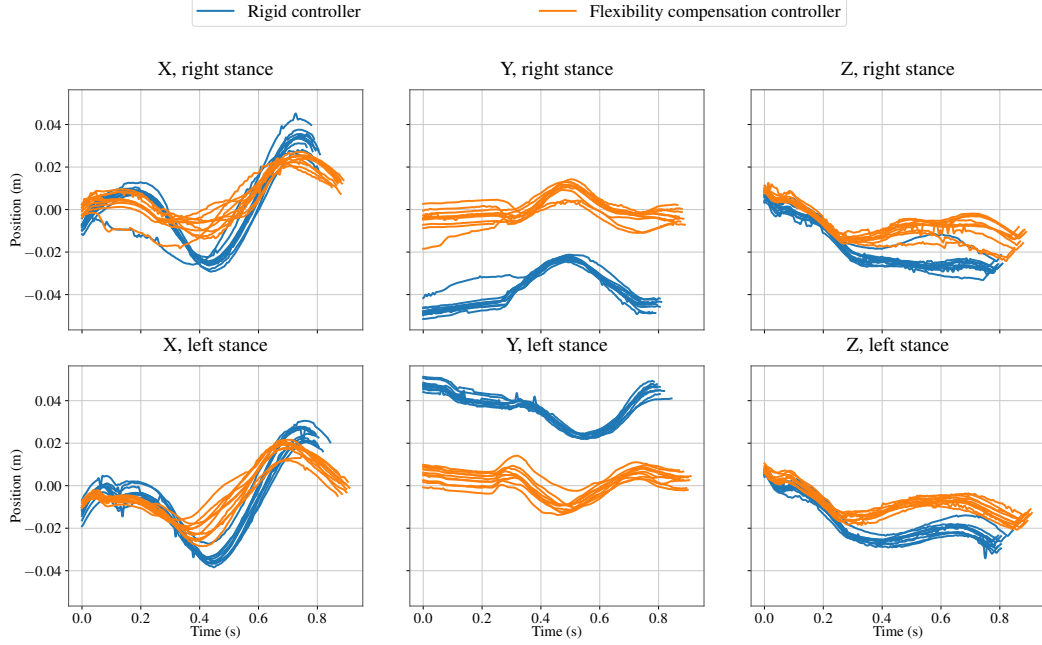 Rigid controller Flexibility compensation controller
X, right stance Y, right stance Z, right stance
Position (m)
0.04
0.02
0.00
−0.02
−0.04
X, left stance Y, left stance Z, left stance
Position (m)
0.04
0.02
0.00
−0.02
−0.04
0.0 0.2 0.4 0.6 0.8 0.0 0.2 0.4 0.6 0.8 0.0 0.2 0.4 0.6 0.8
Time (s) Time (s) Time (s)